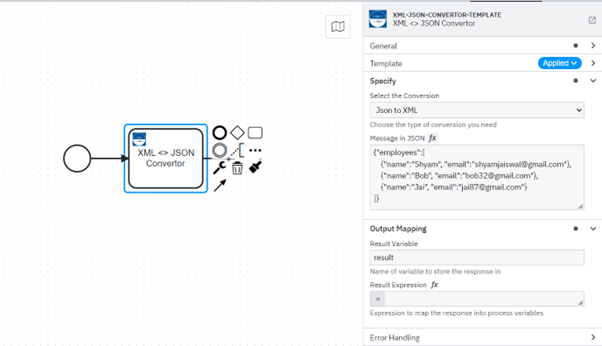 XML-JSON-CONVERTOR-TEMPLATE
XML <> JSON Convertor
General
Template
Applied
Specify
Select the Conversion
Json to XML
Choose the type of conversion you need
Message in JSON fx
{"employees":[
{"name":"Shyam", "email":"shyamjaiswal@gmail.com"},
{"name":"Bob", "email":"bob32@gmail.com"},
{"name":"Jai", "email":"jai87@gmail.com"}
]}
Output Mapping
Result Variable
result
Name of variable to store the response in
Result Expression fx
=
Expression to map the response into process variables
Error Handling
XML <> JSON
Convertor